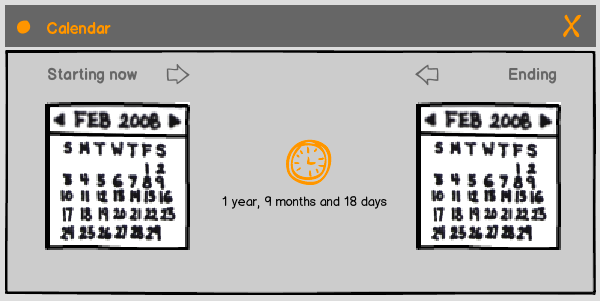 Calendar
Starting now
Ending
FEB 2008
S M T W T F S
1 2
3 4 5 6 7 8 9
10 11 12 13 14 15 16
17 18 19 20 21 22 23
24 25 26 27 28 29
1 year, 9 months and 18 days
FEB 2008
S M T W T F S
1 2
3 4 5 6 7 8 9
10 11 12 13 14 15 16
17 18 19 20 21 22 23
24 25 26 27 28 29